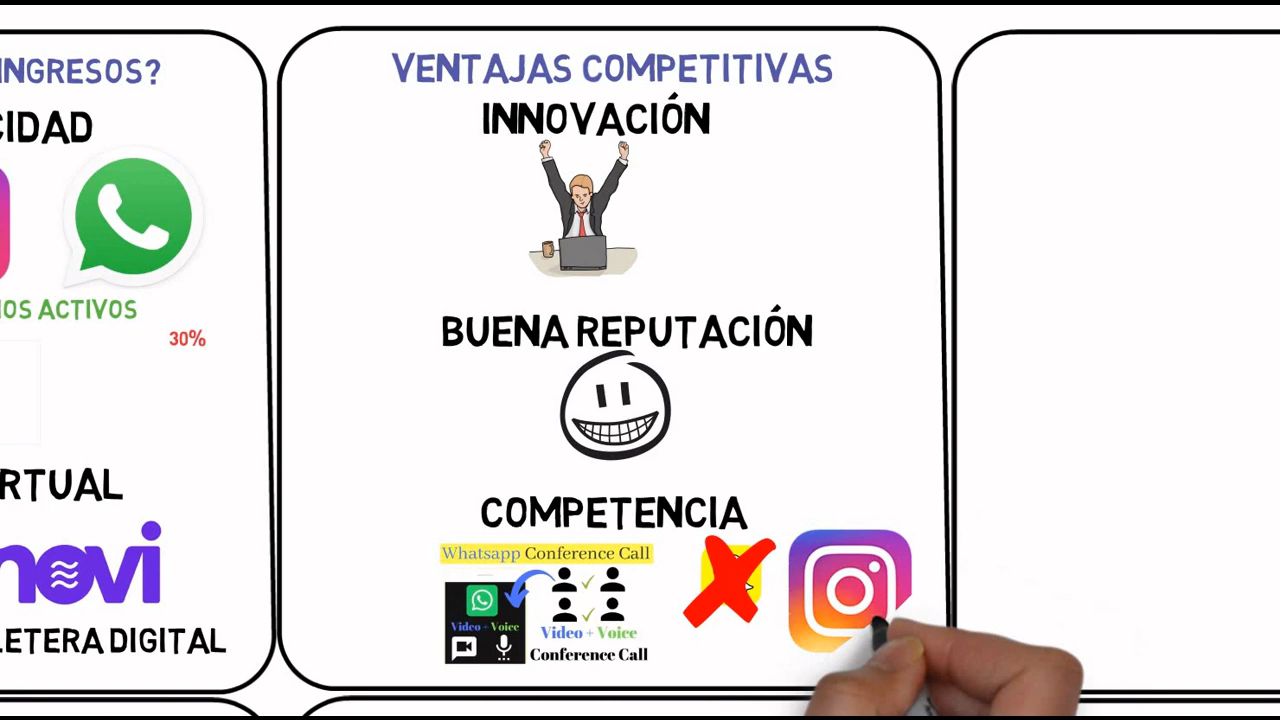 INGRESOS?
CIDAD
IOS ACTIVOS
30%
RTUAL
novi
LETERA DIGITAL
VENTAJAS COMPETITIVAS
INNOVACIÓN
BUENA REPUTACIÓN
COMPETENCIA
Whatsapp Conference Call
Video + Voice
Video + Voice
Conference Call